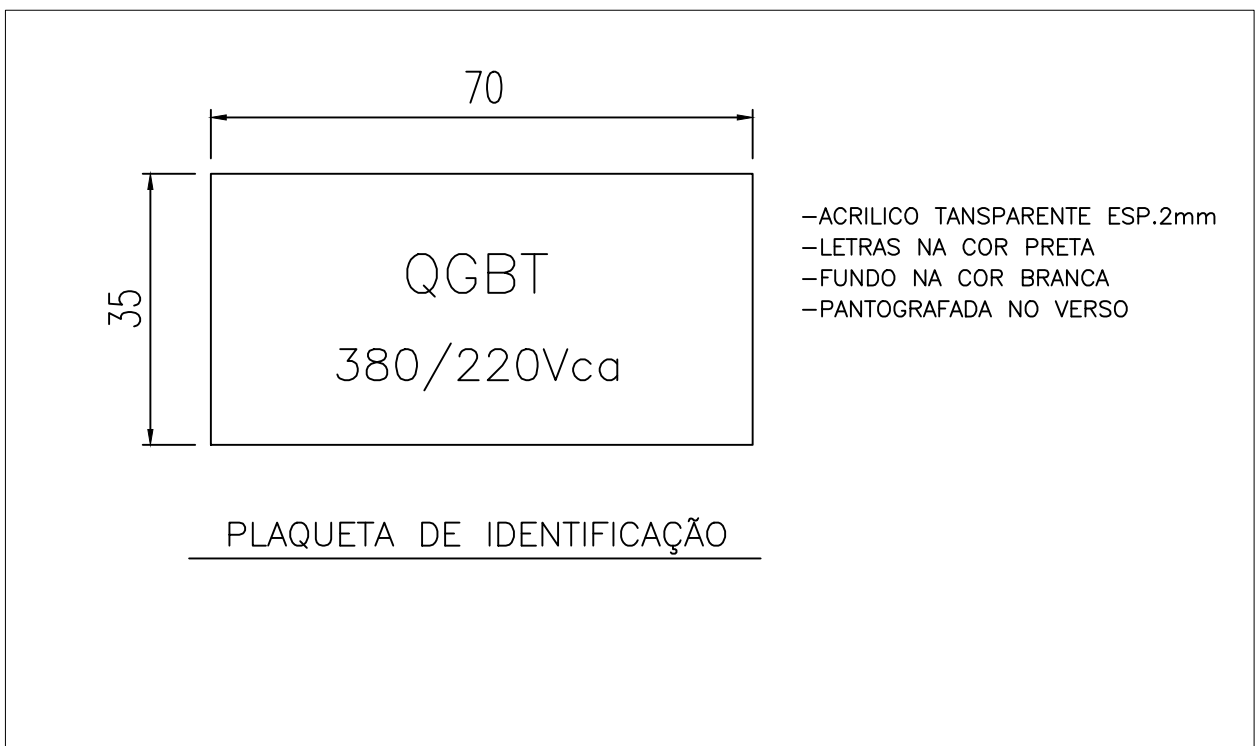 70
35
QGBT
380/220Vca
-ACRILICO TANSPARENTE ESP.2mm
-LETRAS NA COR PRETA
-FUNDO NA COR BRANCA
-PANTOGRAFADA NO VERSO
PLAQUETA DE IDENTIFICAÇÃO